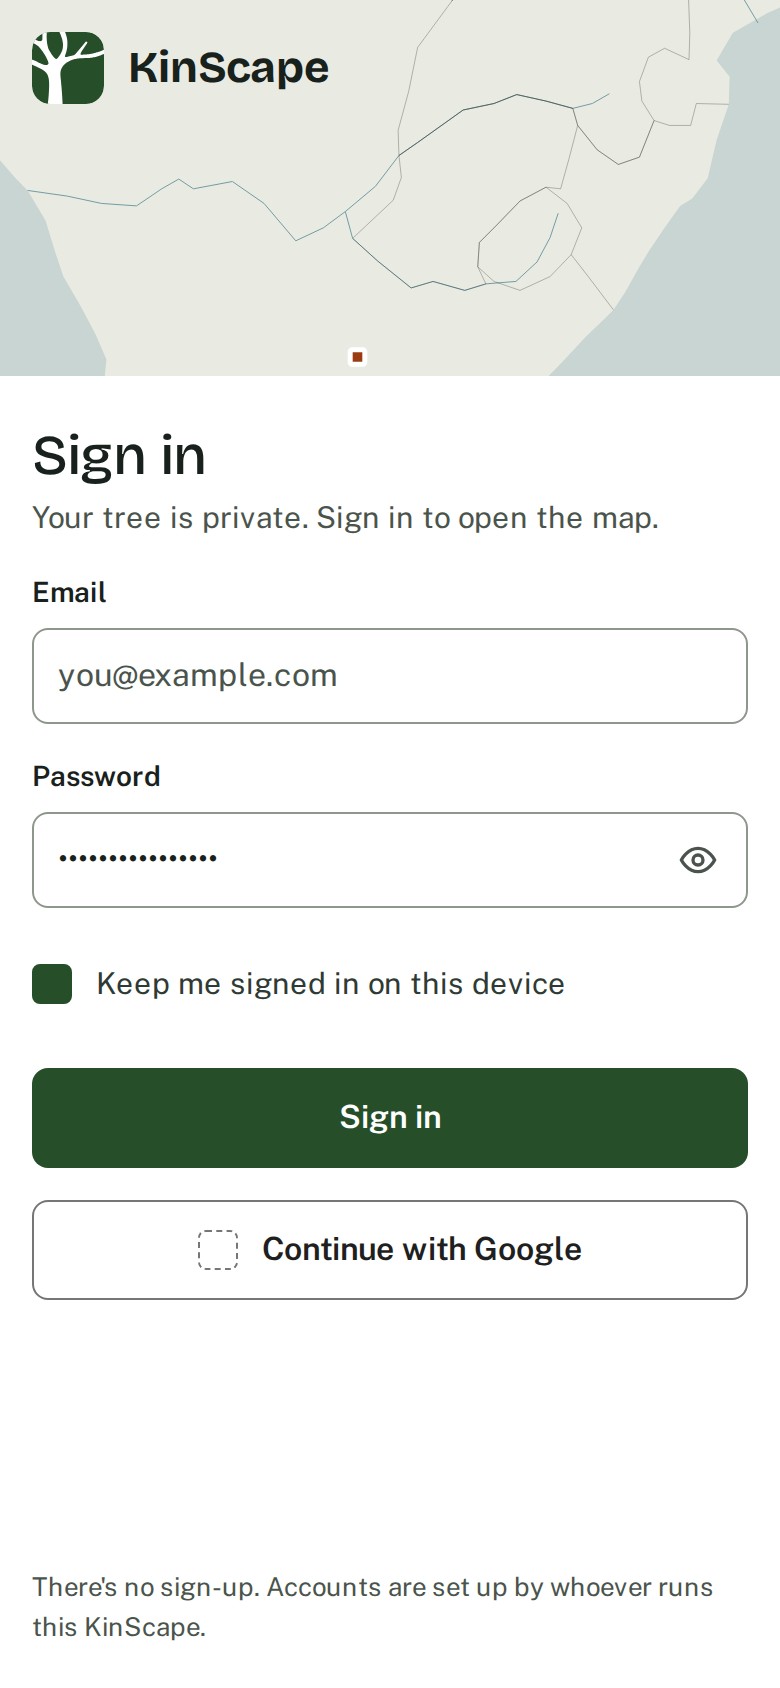 KinScape
Sign in
Your tree is private. Sign in to open the map.
Email
you@example.com
Password
••••••••••••••••
Keep me signed in on this device
Sign in
Continue with Google
There's no sign-up. Accounts are set up by whoever runs
this KinScape.